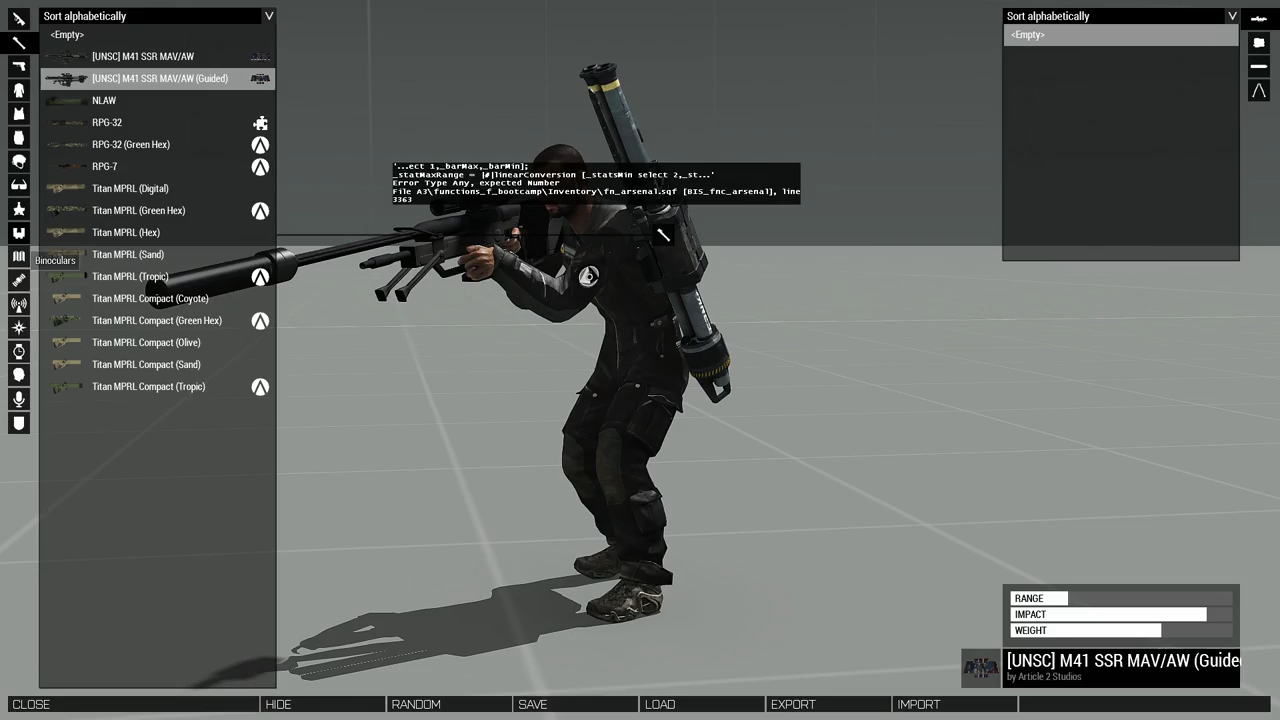 Sort alphabetically
<Empty>
[UNSC] M41 SSR MAV/AW
[UNSC] M41 SSR MAV/AW (Guided)
NLAW
RPG-32
RPG-32 (Green Hex)
RPG-7
Titan MPRL (Digital)
Titan MPRL (Green Hex)
Titan MPRL (Hex)
Titan MPRL (Sand)
Binoculars
Titan MPRL (Tropic)
Titan MPRL Compact (Coyote)
Titan MPRL Compact (Green Hex)
Titan MPRL Compact (Olive)
Titan MPRL Compact (Sand)
Titan MPRL Compact (Tropic)
'...ect 1,_barMax,_barMin];
_statMaxRange = |#|linearConversion [_statsMin select 2,_st...'
Error Type Any, expected Number
File A3\functions_f_bootcamp\Inventory\fn_arsenal.sqf [BIS_fnc_arsenal], line
3363
Sort alphabetically
<Empty>
RANGE
IMPACT
WEIGHT
[UNSC] M41 SSR MAV/AW (Guide
by Article 2 Studios
CLOSE
HIDE
RANDOM
SAVE
LOAD
EXPORT
IMPORT